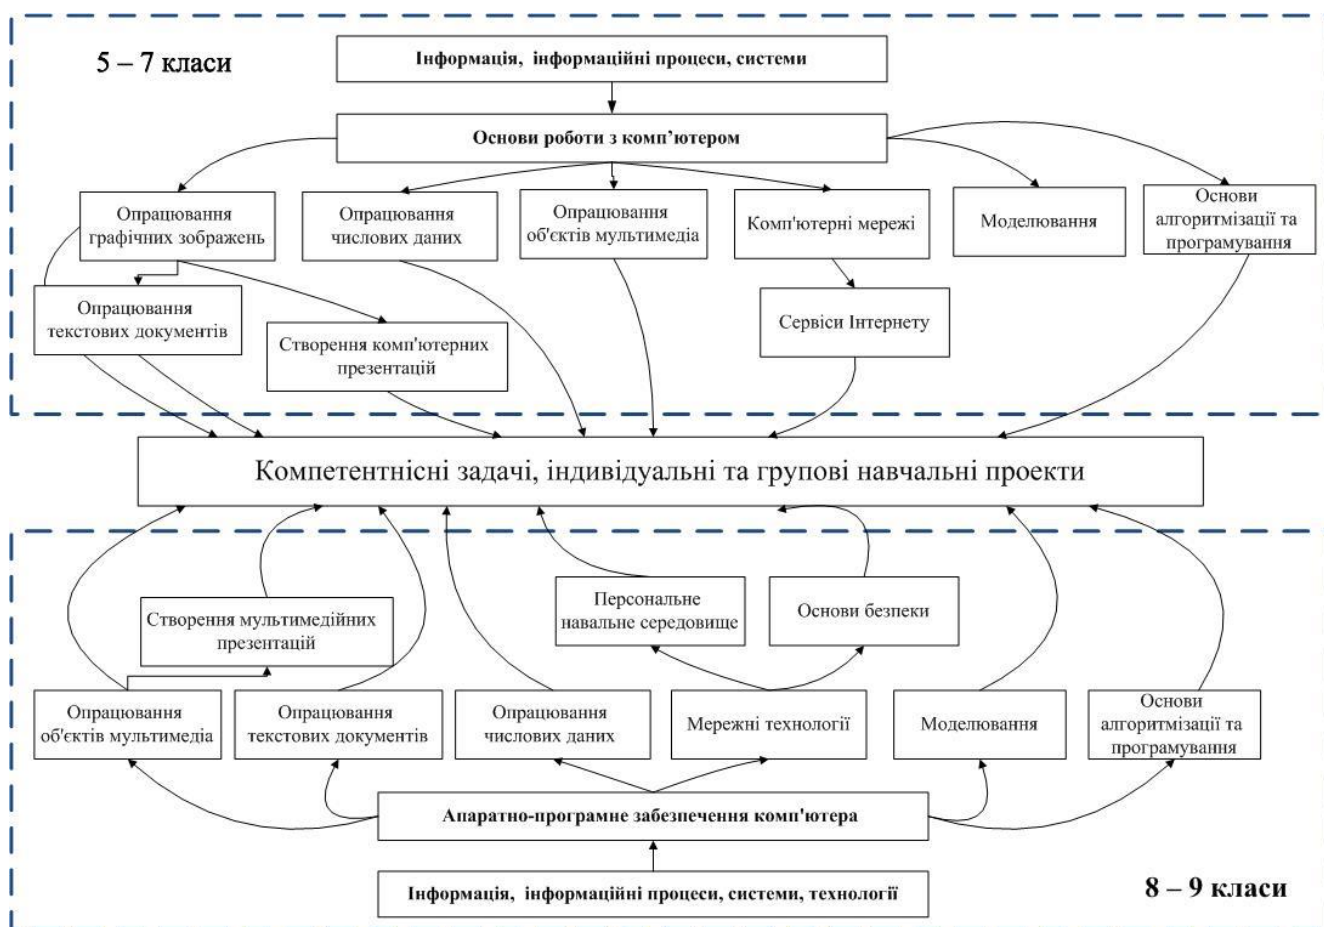 5 – 7 класи
Інформація, інформаційні процеси, системи
Основи роботи з комп’ютером
Опрацювання
графічних зображень
Опрацювання
числових даних
Опрацювання
об'єктів мультимедіа
Комп'ютерні мережі
Моделювання
Основи
алгоритмізації та
програмування
Опрацювання
текстових документів
Створення комп'ютерних
презентацій
Сервіси Інтернету
Компетентнісні задачі, індивідуальні та групові навчальні проекти
Створення мультимедійних
презентацій
Персональне
навальне середовище
Основи безпеки
Опрацювання
об'єктів мультимедіа
Опрацювання
текстових документів
Опрацювання
числових даних
Мережні технології
Моделювання
Основи
алгоритмізації та
програмування
Апаратно-програмне забезпечення комп'ютера
Інформація, інформаційні процеси, системи, технології
8 – 9 класи